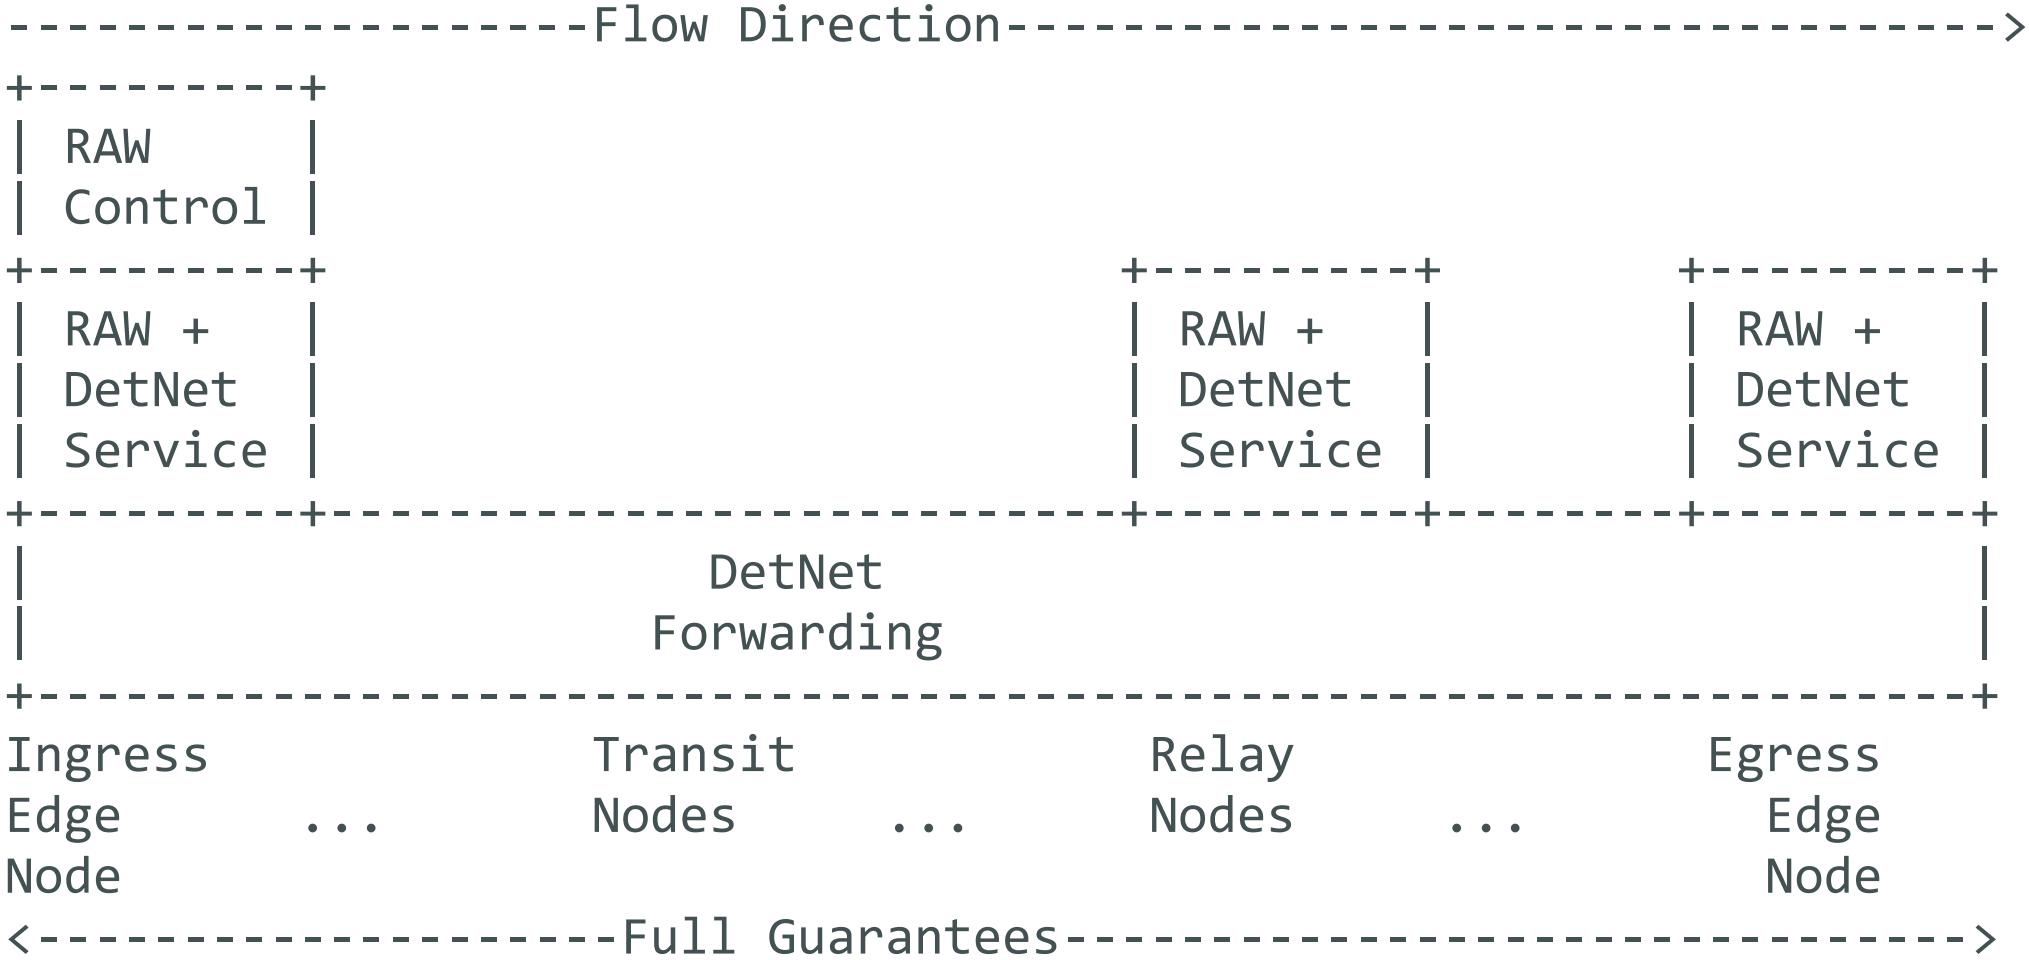 --------------------Flow Direction---------------------------------->
+---------+
| RAW     |
| Control |
+---------+                           +---------+        +---------+
| RAW +   |                           | RAW +   |        | RAW +   |
| DetNet  |                           | DetNet  |        | DetNet  |
| Service |                           | Service |        | Service |
+---------+---------------------------+---------+--------+---------+
|                       DetNet                                     |
|                     Forwarding                                   |
+------------------------------------------------------------------+
Ingress             Transit            Relay              Egress
Edge      ...       Nodes     ...      Nodes     ...        Edge
Node                                                        Node
<--------------------Full Guarantees------------------------------->